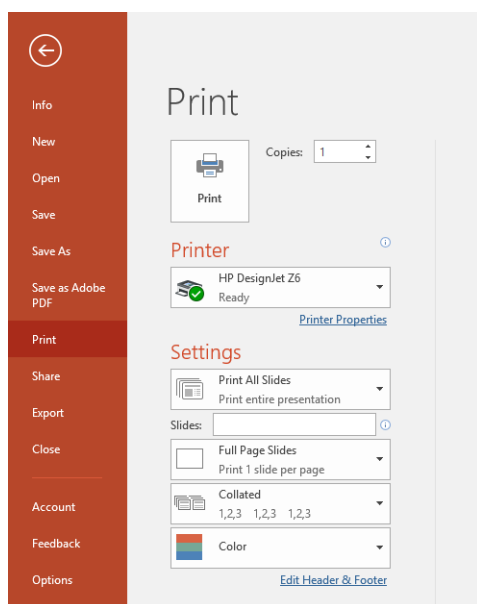 Info
New
Open
Save
Save As
Save as Adobe
PDF
Print
Share
Export
Close
Account
Feedback
Options
Print
Copies: 1
Print
Printer
HP DesignJet Z6
Ready
Printer Properties
Settings
Print All Slides
Print entire presentation
Slides:
Full Page Slides
Print 1 slide per page
Collated
1,2,3 1,2,3 1,2,3
Color
Edit Header & Footer